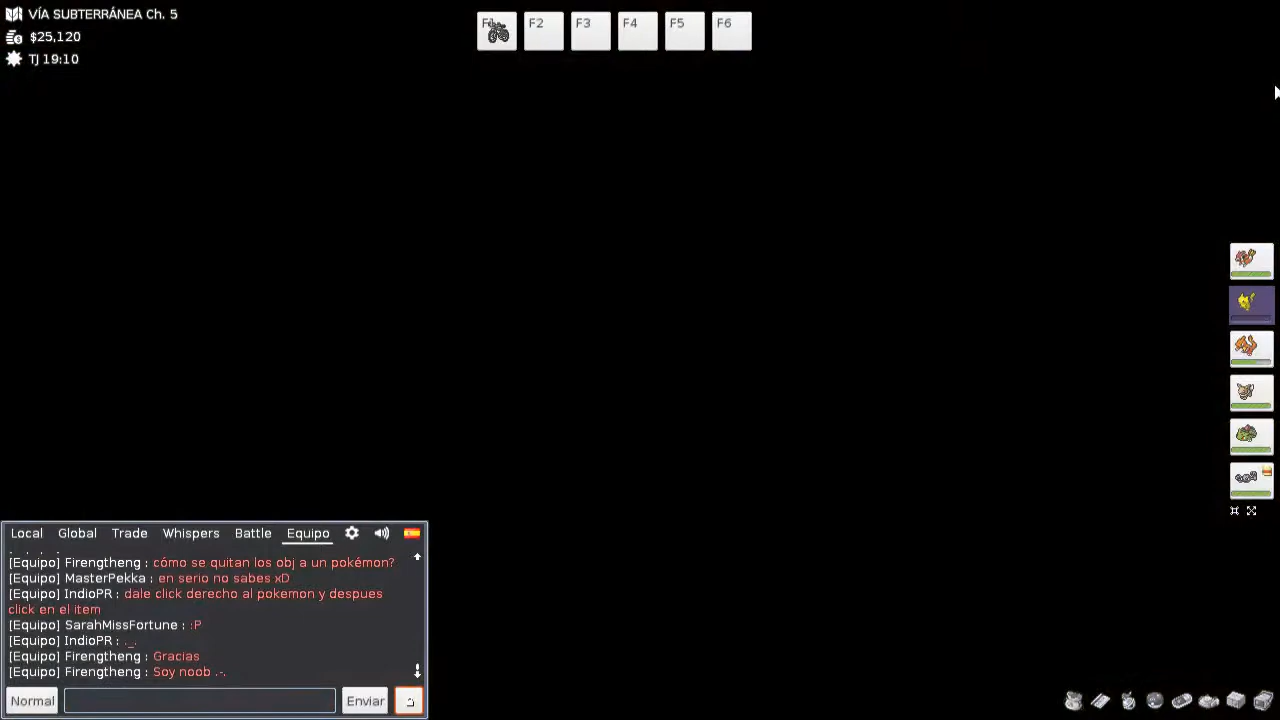 VÍA SUBTERRÁNEA Ch. 5
$25,120
TJ 19:10
F1 F2 F3 F4 F5 F6
Local Global Trade Whispers Battle Equipo
[Equipo] Firengtheng : cómo se quitan los obj a un pokémon?
[Equipo] MasterPekka : en serio no sabes xD
[Equipo] IndioPR : dale click derecho al pokemon y despues
click en el item
[Equipo] SarahMissFortune : :P
[Equipo] IndioPR : ._.
[Equipo] Firengtheng : Gracias
[Equipo] Firengtheng : Soy noob .-.
Normal Enviar